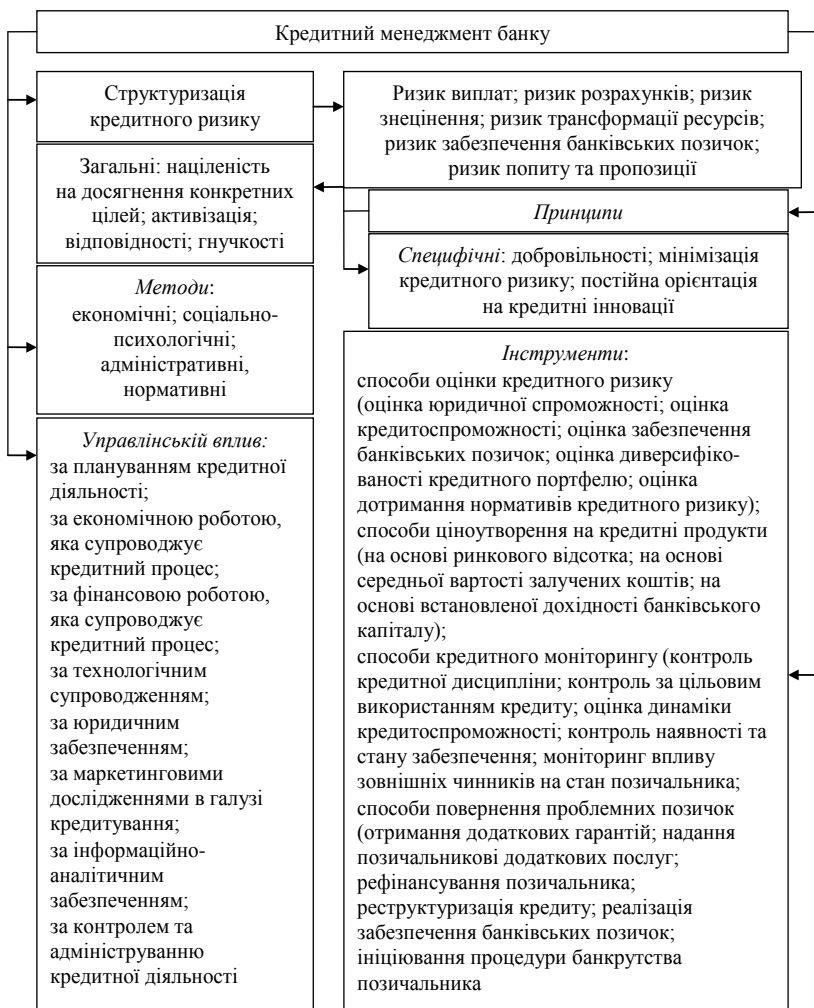 Кредитний менеджмент банку
Структуризація
кредитного ризику
Ризик виплат; ризик розрахунків; ризик
знецінення; ризик трансформації ресурсів;
ризик забезпечення банківських позичок;
ризик попиту та пропозиції
Загальні: націленість
на досягнення конкретних
цілей; активізація;
відповідності; гнучкості
Принципи
Специфічні: добровільності; мінімізація
кредитного ризику; постійна орієнтація
на кредитні інновації
Методи:
економічні; соціально-
психологічні;
адміністративні,
нормативні
Управлінській вплив:
за плануванням кредитної
діяльності;
за економічною роботою,
яка супроводжує
кредитний процес;
за фінансовою роботою,
яка супроводжує
кредитний процес;
за технологічним
супроводженням;
за юридичним
забезпеченням;
за маркетинговими
дослідженнями в галузі
кредитування;
за інформаційно-
аналітичним
забезпеченням;
за контролем та
адмініструванню
кредитної діяльності
Інструменти:
способи оцінки кредитного ризику
(оцінка юридичної спроможності; оцінка
кредитоспроможності; оцінка забезпечення
банківських позичок; оцінка диверсифіко-
ваності кредитного портфелю; оцінка
дотримання нормативів кредитного ризику);
способи ціноутворення на кредитні продукти
(на основі ринкового відсотка; на основі
середньої вартості залучених коштів; на
основі встановленої дохідності банківського
капіталу);
способи кредитного моніторингу (контроль
кредитної дисципліни; контроль за цільовим
використанням кредиту; оцінка динаміки
кредитоспроможності; контроль наявності та
стану забезпечення; моніторинг впливу
зовнішніх чинників на стан позичальника;
способи повернення проблемних позичок
(отримання додаткових гарантій; надання
позичальникові додаткових послуг;
рефінансування позичальника;
реструктуризація кредиту; реалізація
забезпечення банківських позичок;
ініціювання процедури банкрутства
позичальника